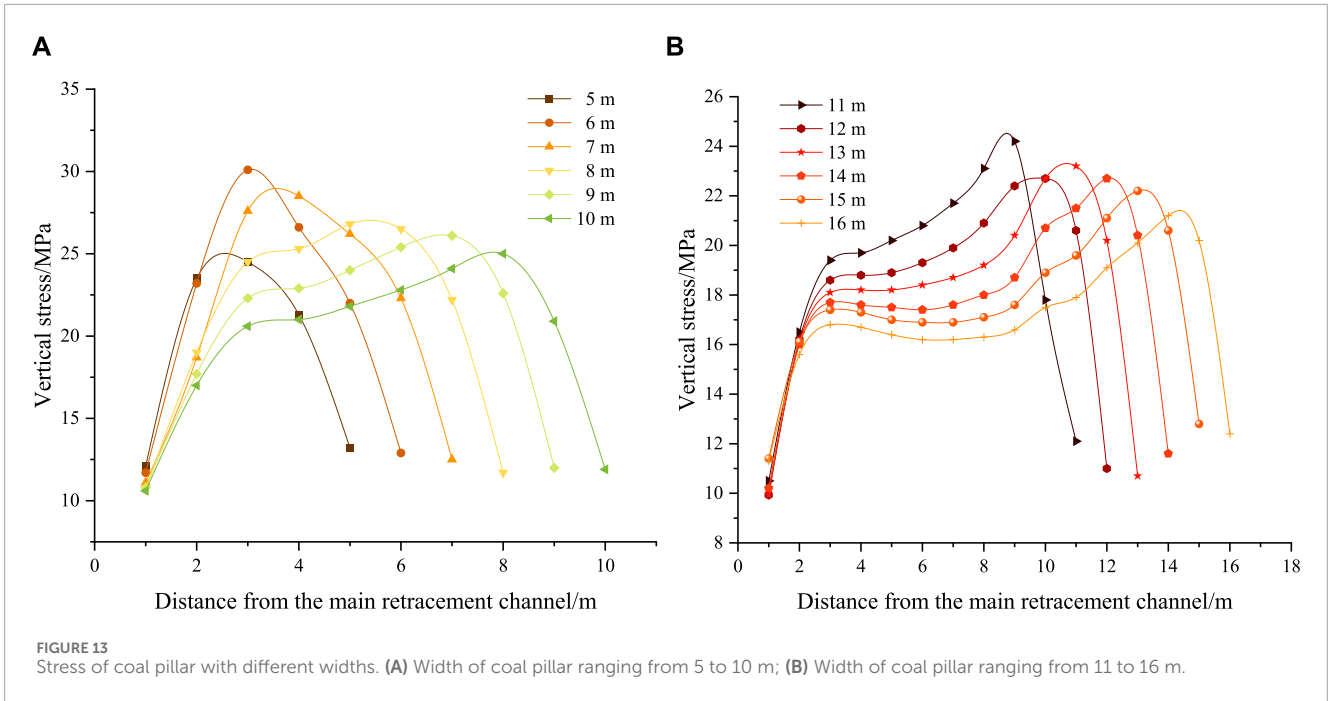 A
35
30
25
20
15
10
0
2
4
6
8
10
Vertical stress/MPa
Distance from the main retracement channel/m
5 m
6 m
7 m
8 m
9 m
10 m
B
26
24
22
20
18
16
14
12
10
8
0
2
4
6
8
10
12
14
16
18
Vertical stress/MPa
Distance from the main retracement channel/m
11 m
12 m
13 m
14 m
15 m
16 m
FIGURE 13
Stress of coal pillar with different widths. (A) Width of coal pillar ranging from 5 to 10 m; (B) Width of coal pillar ranging from 11 to 16 m.